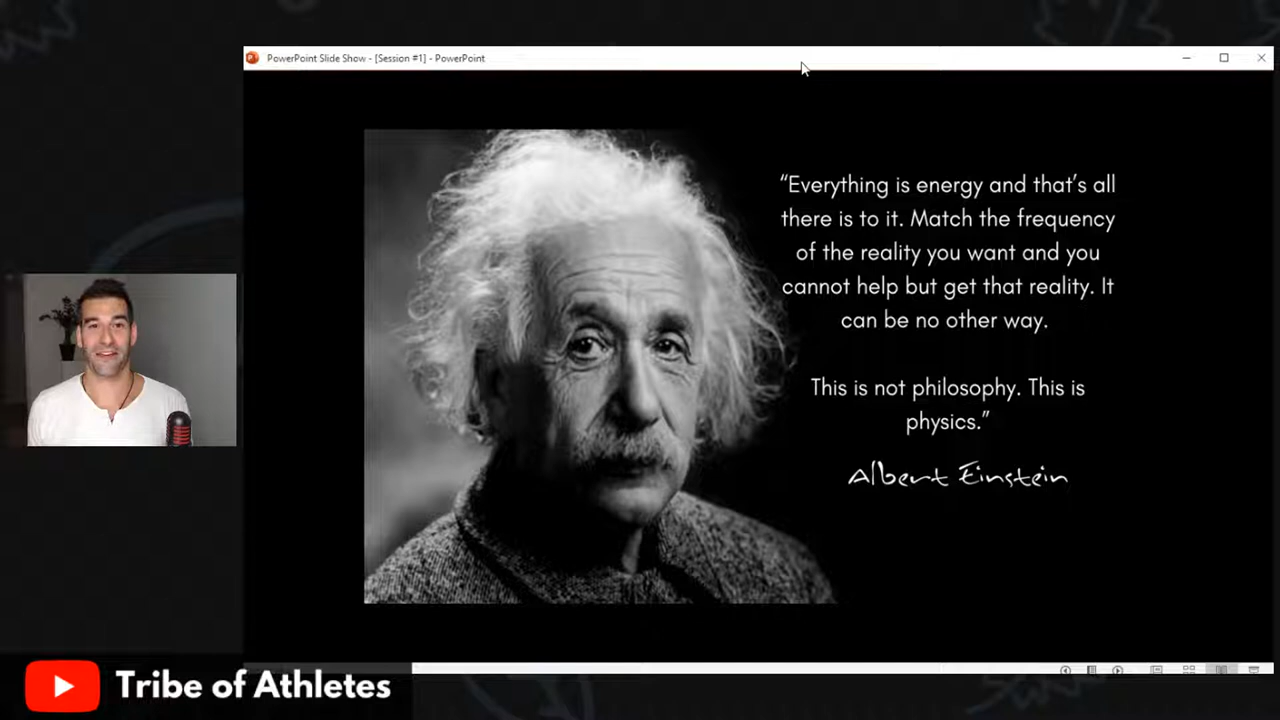 PowerPoint Slide Show - [Session #1] - PowerPoint
“Everything is energy and that’s all
there is to it. Match the frequency
of the reality you want and you
cannot help but get that reality. It
can be no other way.
This is not philosophy. This is
physics.”
Albert Einstein
Tribe of Athletes